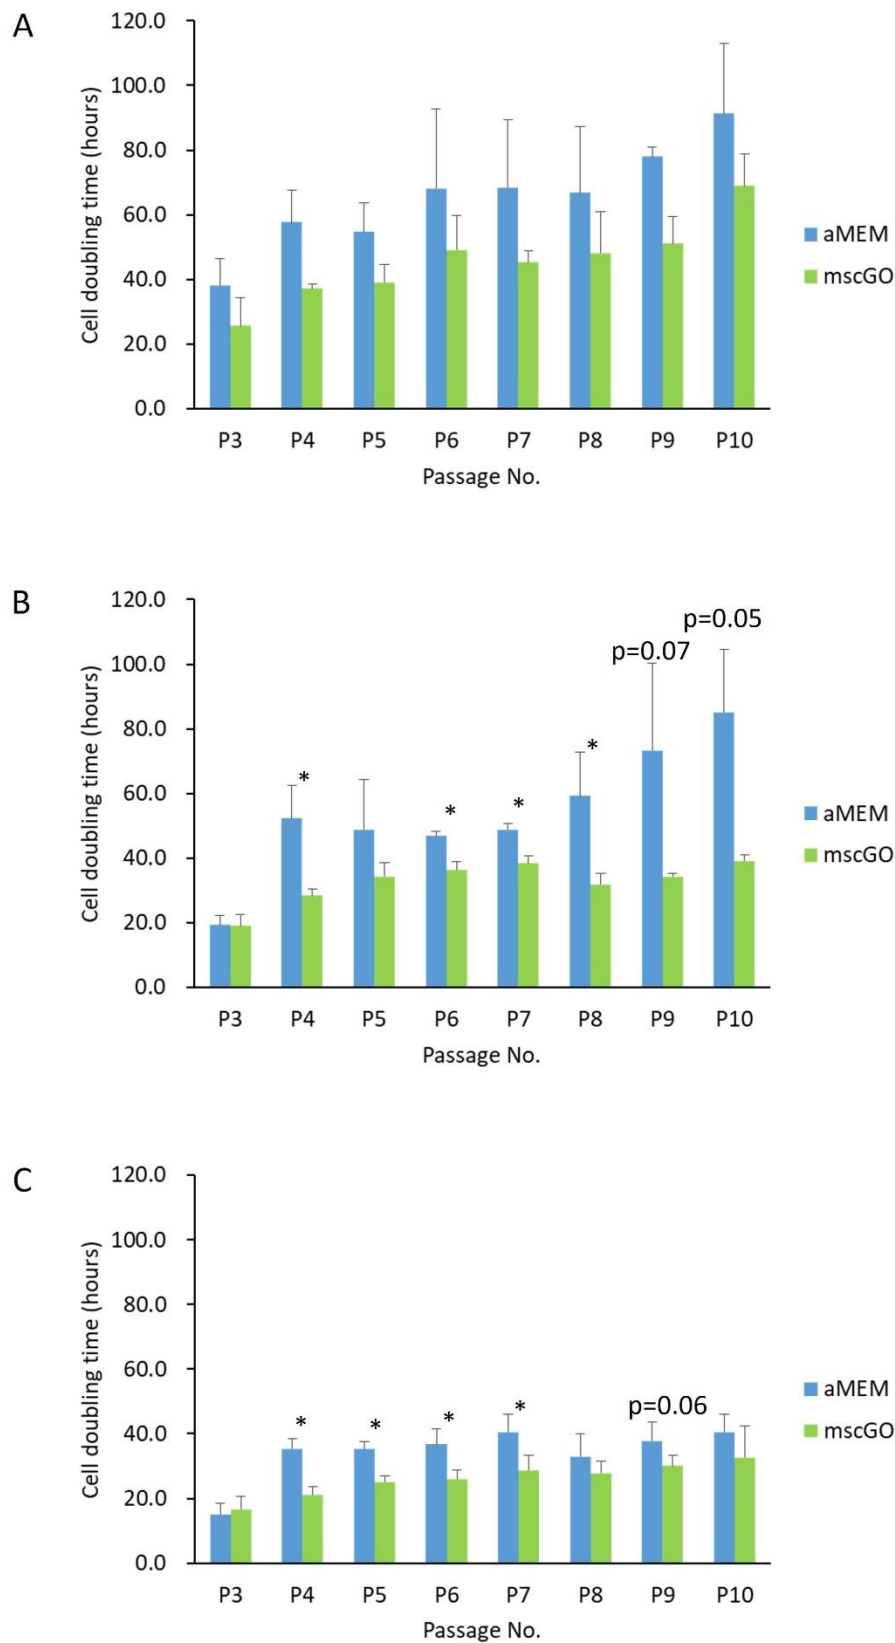 A
120.0
100.0
80.0
60.0
40.0
20.0
0.0
Cell doubling time (hours)
P3 P4 P5 P6 P7 P8 P9 P10
Passage No.
aMEM
mscGO
B
120.0
100.0
80.0
60.0
40.0
20.0
0.0
Cell doubling time (hours)
p=0.05
p=0.07
*
*
*
*
P3 P4 P5 P6 P7 P8 P9 P10
Passage No.
aMEM
mscGO
C
120.0
100.0
80.0
60.0
40.0
20.0
0.0
Cell doubling time (hours)
p=0.06
* * * *
P3 P4 P5 P6 P7 P8 P9 P10
Passage No.
aMEM
mscGO